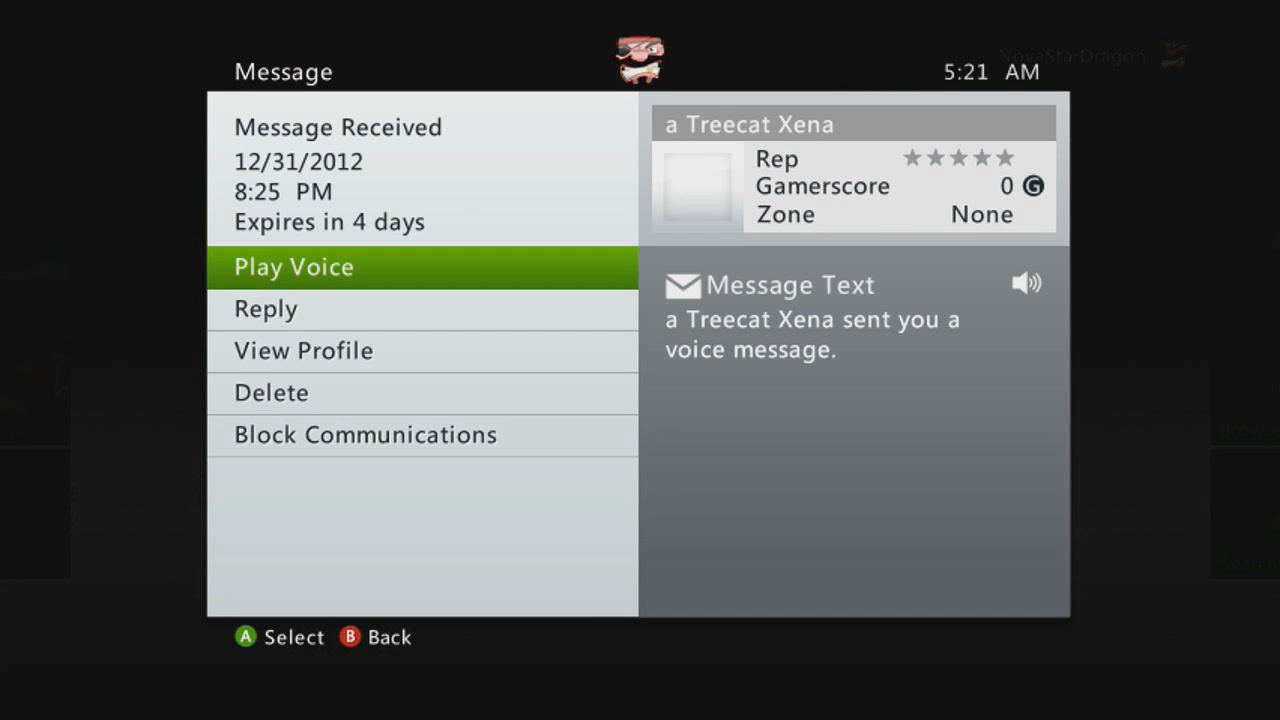 NovaStarDragon
Message
5:21 AM
Message Received
12/31/2012
8:25 PM
Expires in 4 days
Play Voice
Reply
View Profile
Delete
Block Communications
a Treecat Xena
Rep
Gamerscore 0 G
Zone None
Message Text
a Treecat Xena sent you a
voice message.
A Select B Back